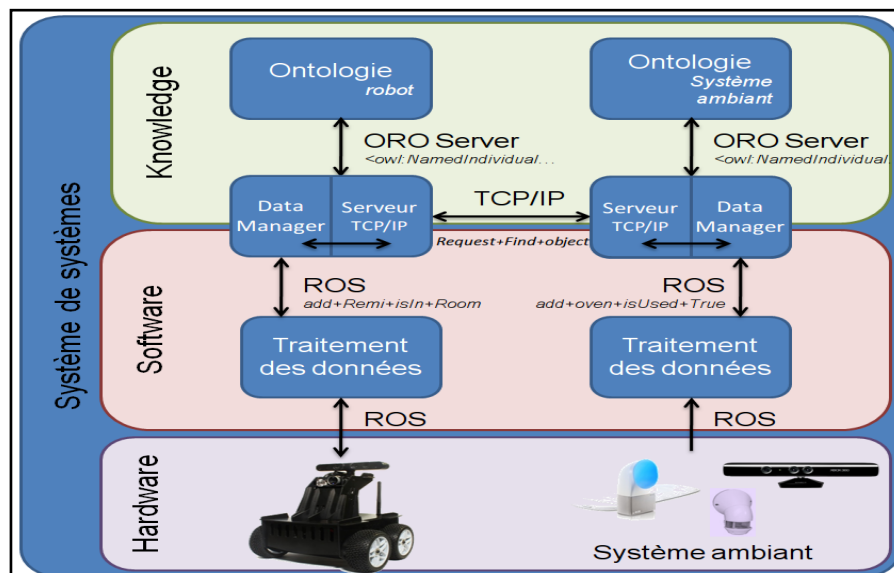 Système de systèmes
Knowledge
Ontologie
robot
Ontologie
Système
ambiant
ORO Server
<owl:NamedIndividual...
ORO Server
<owl:NamedIndividual.
Data
Manager
Serveur
TCP/IP
TCP/IP
Request+Find+object
Serveur
TCP/IP
Data
Manager
Software
ROS
add+Remi+isIn+Room
ROS
add+oven+isUsed+True
Traitement
des données
Traitement
des données
ROS
ROS
Hardware
Système ambiant